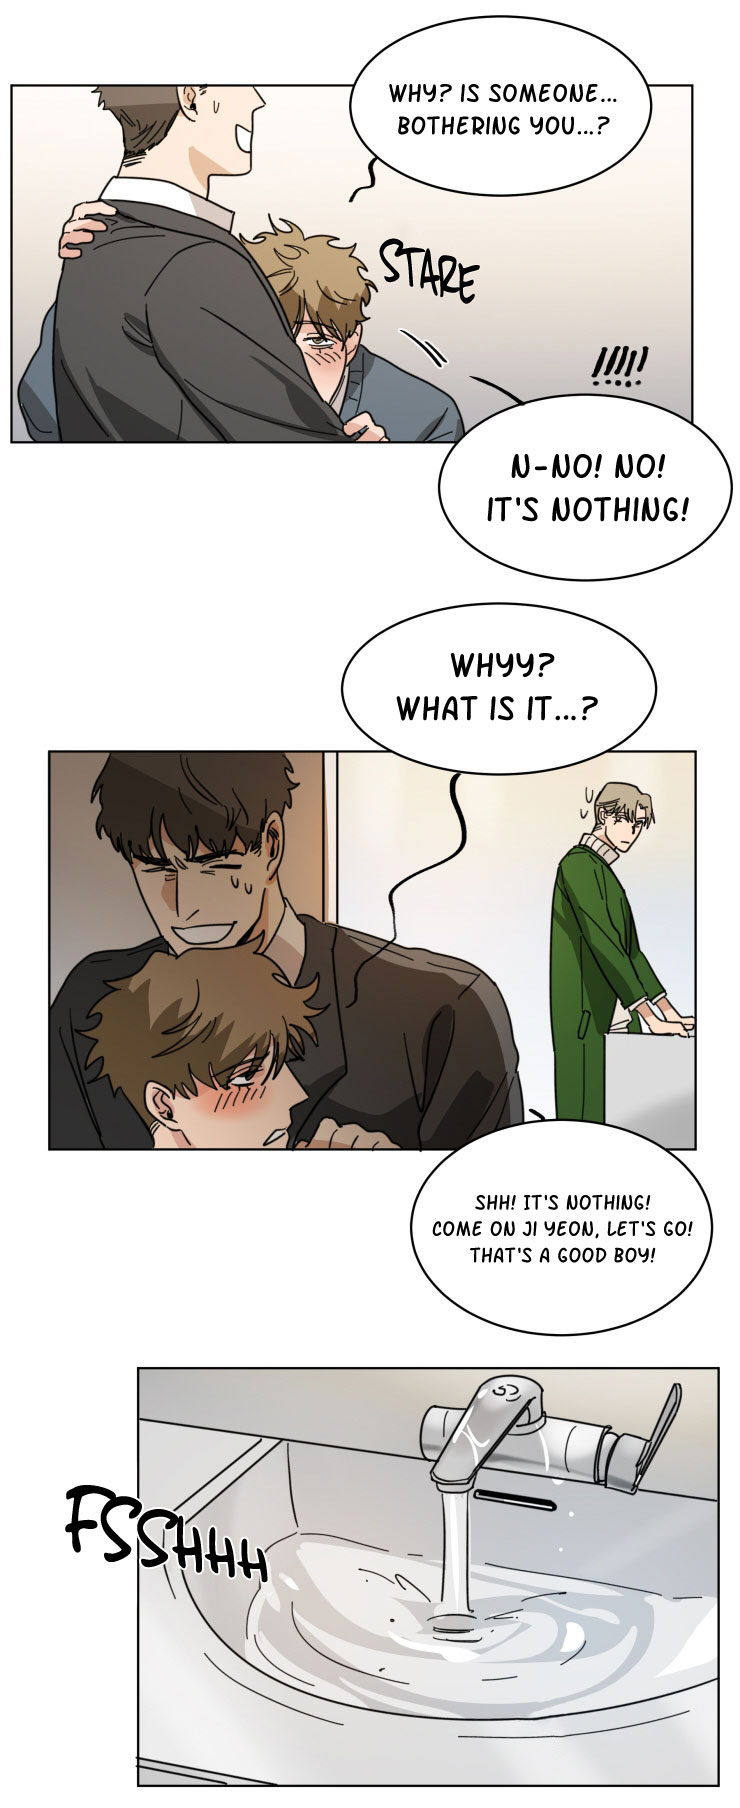 WHY? IS SOMEONE...
BOTHERING YOU...?
STARE
!!!!!
N-NO! NO!
IT'S NOTHING!
WHYY?
WHAT IS IT...?
SHH! IT'S NOTHING!
COME ON JI YEON, LET'S GO!
THAT'S A GOOD BOY!
FSSHHH